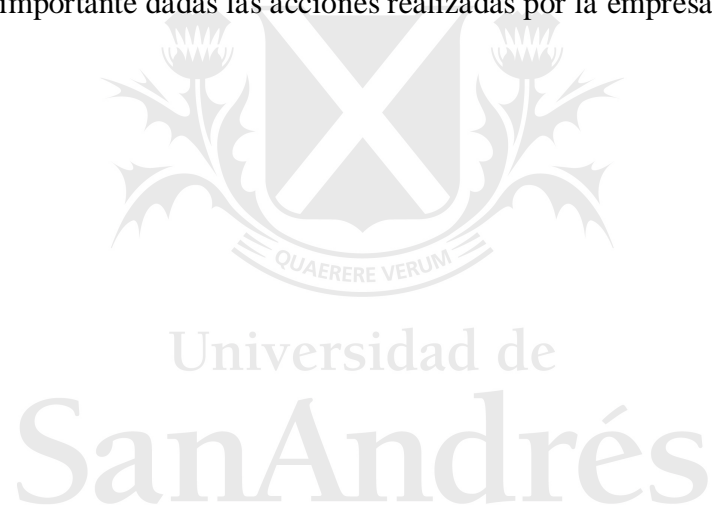 importante dadas las acciones realizadas por la empresa
QUAERERE VERUM
Universidad de
SanAndrés